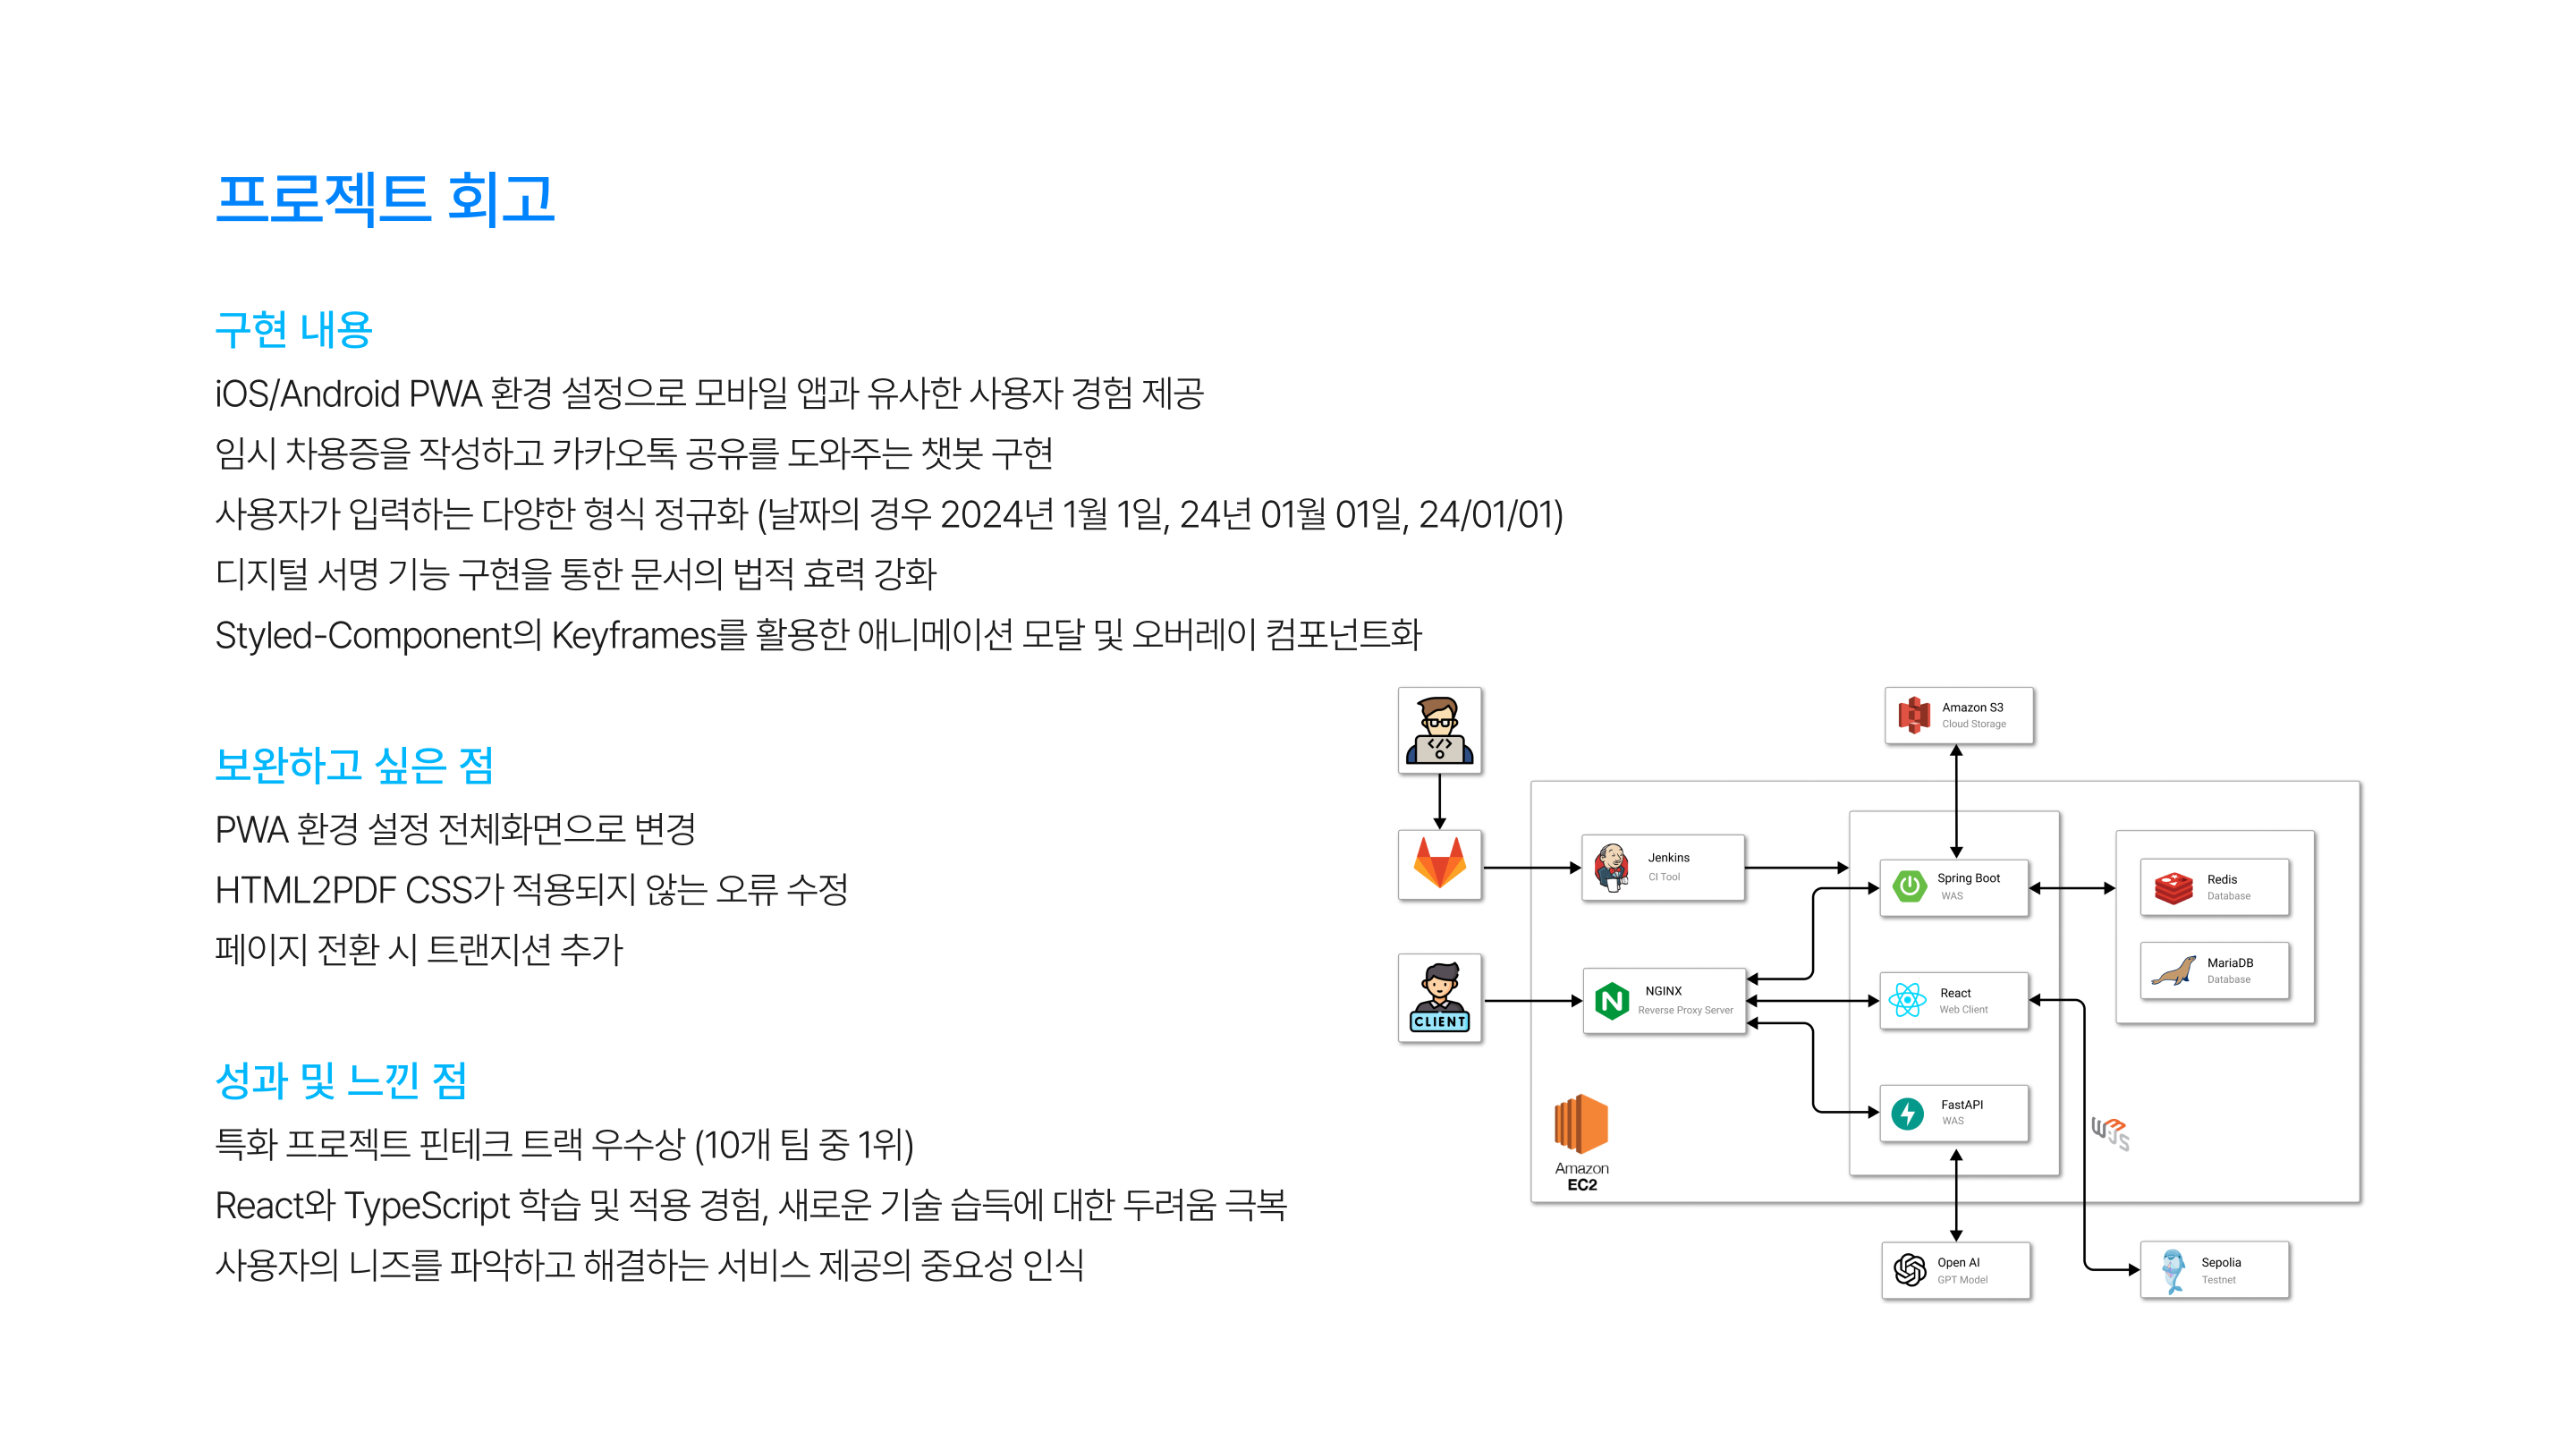 프로젝트 회고
구현 내용
iOS/Android PWA 환경 설정으로 모바일 앱과 유사한 사용자 경험 제공
임시 차용증을 작성하고 카카오톡 공유를 도와주는 챗봇 구현
사용자가 입력하는 다양한 형식 정규화 (날짜의 경우 2024년 1월 1일, 24년 01월 01일, 24/01/01)
디지털 서명 기능 구현을 통한 문서의 법적 효력 강화
Styled-Component의 Keyframes를 활용한 애니메이션 모달 및 오버레이 컴포넌트화
보완하고 싶은 점
PWA 환경 설정 전체화면으로 변경
HTML2PDF CSS가 적용되지 않는 오류 수정
페이지 전환 시 트랜지션 추가
성과 및 느낀 점
특화 프로젝트 핀테크 트랙 우수상 (10개 팀 중 1위)
React와 TypeScript 학습 및 적용 경험, 새로운 기술 습득에 대한 두려움 극복
사용자의 니즈를 파악하고 해결하는 서비스 제공의 중요성 인식
Amazon S3
Cloud Storage
Jenkins
CI Tool
Spring Boot
WAS
Redis
Database
MariaDB
Database
CLIENT
NGINX
Reverse Proxy Server
React
Web Client
FastAPI
WAS
W3JS
Amazon
EC2
Open AI
GPT Model
Sepolia
Testnet